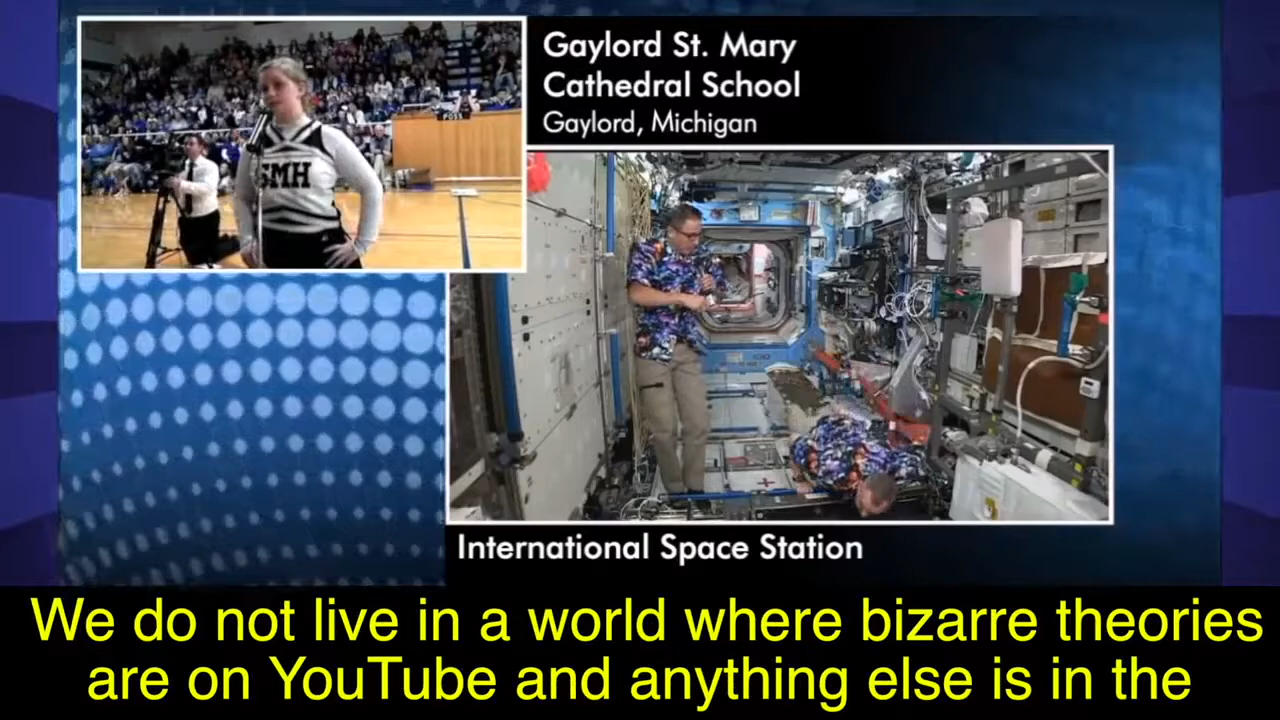 Gaylord St. Mary
Cathedral School
Gaylord, Michigan
SMH
POSS
International Space Station
We do not live in a world where bizarre theories
are on YouTube and anything else is in the